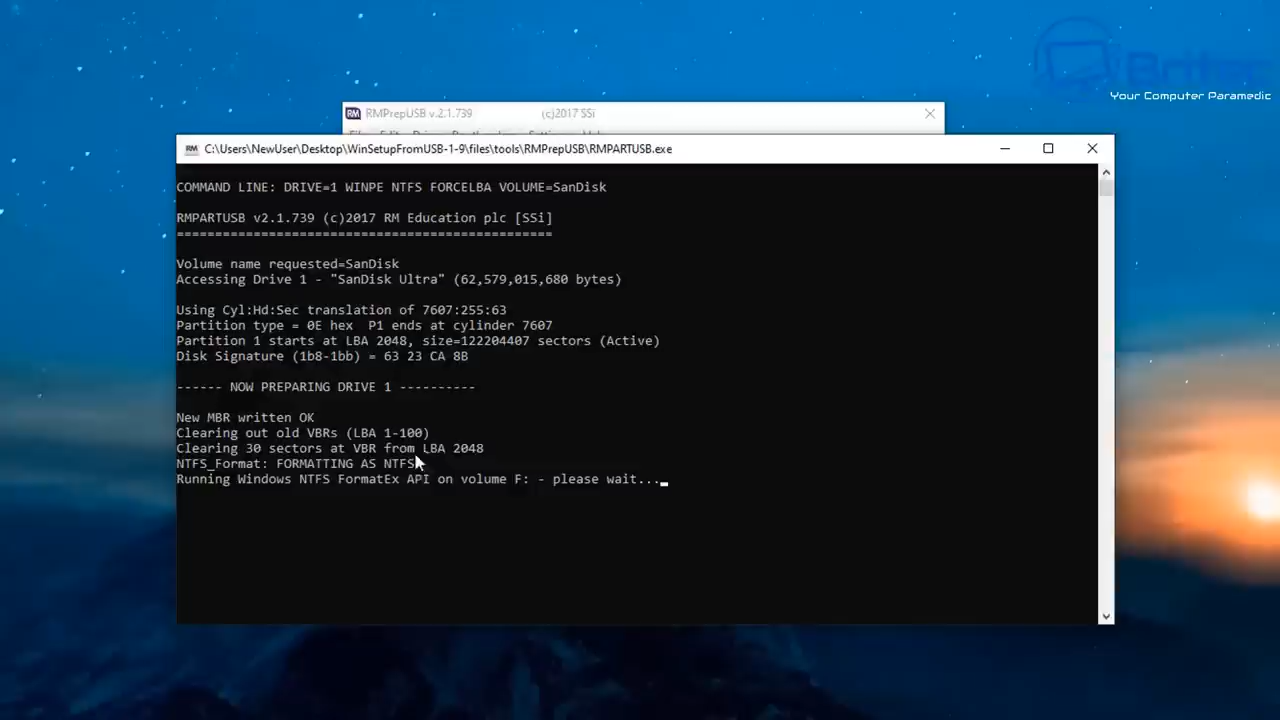 Britec
Your Computer Paramedic
RM RMPrepUSB v.2.1.739 (c)2017 SSi
RM C:\Users\NewUser\Desktop\WinSetupFromUSB-1-9\files\tools\RMPrepUSB\RMPARTUSB.exe
COMMAND LINE: DRIVE=1 WINPE NTFS FORCELBA VOLUME=SanDisk
RMPARTUSB v2.1.739 (c)2017 RM Education plc [SSi]
=================================================
Volume name requested=SanDisk
Accessing Drive 1 - "SanDisk Ultra" (62,579,015,680 bytes)
Using Cyl:Hd:Sec translation of 7607:255:63
Partition type = 0E hex  P1 ends at cylinder 7607
Partition 1 starts at LBA 2048, size=122204407 sectors (Active)
Disk Signature (1b8-1bb) = 63 23 CA 8B
------ NOW PREPARING DRIVE 1 ----------
New MBR written OK
Clearing out old VBRs (LBA 1-100)
Clearing 30 sectors at VBR from LBA 2048
NTFS_Format: FORMATTING AS NTFS
Running Windows NTFS FormatEx API on volume F: - please wait...